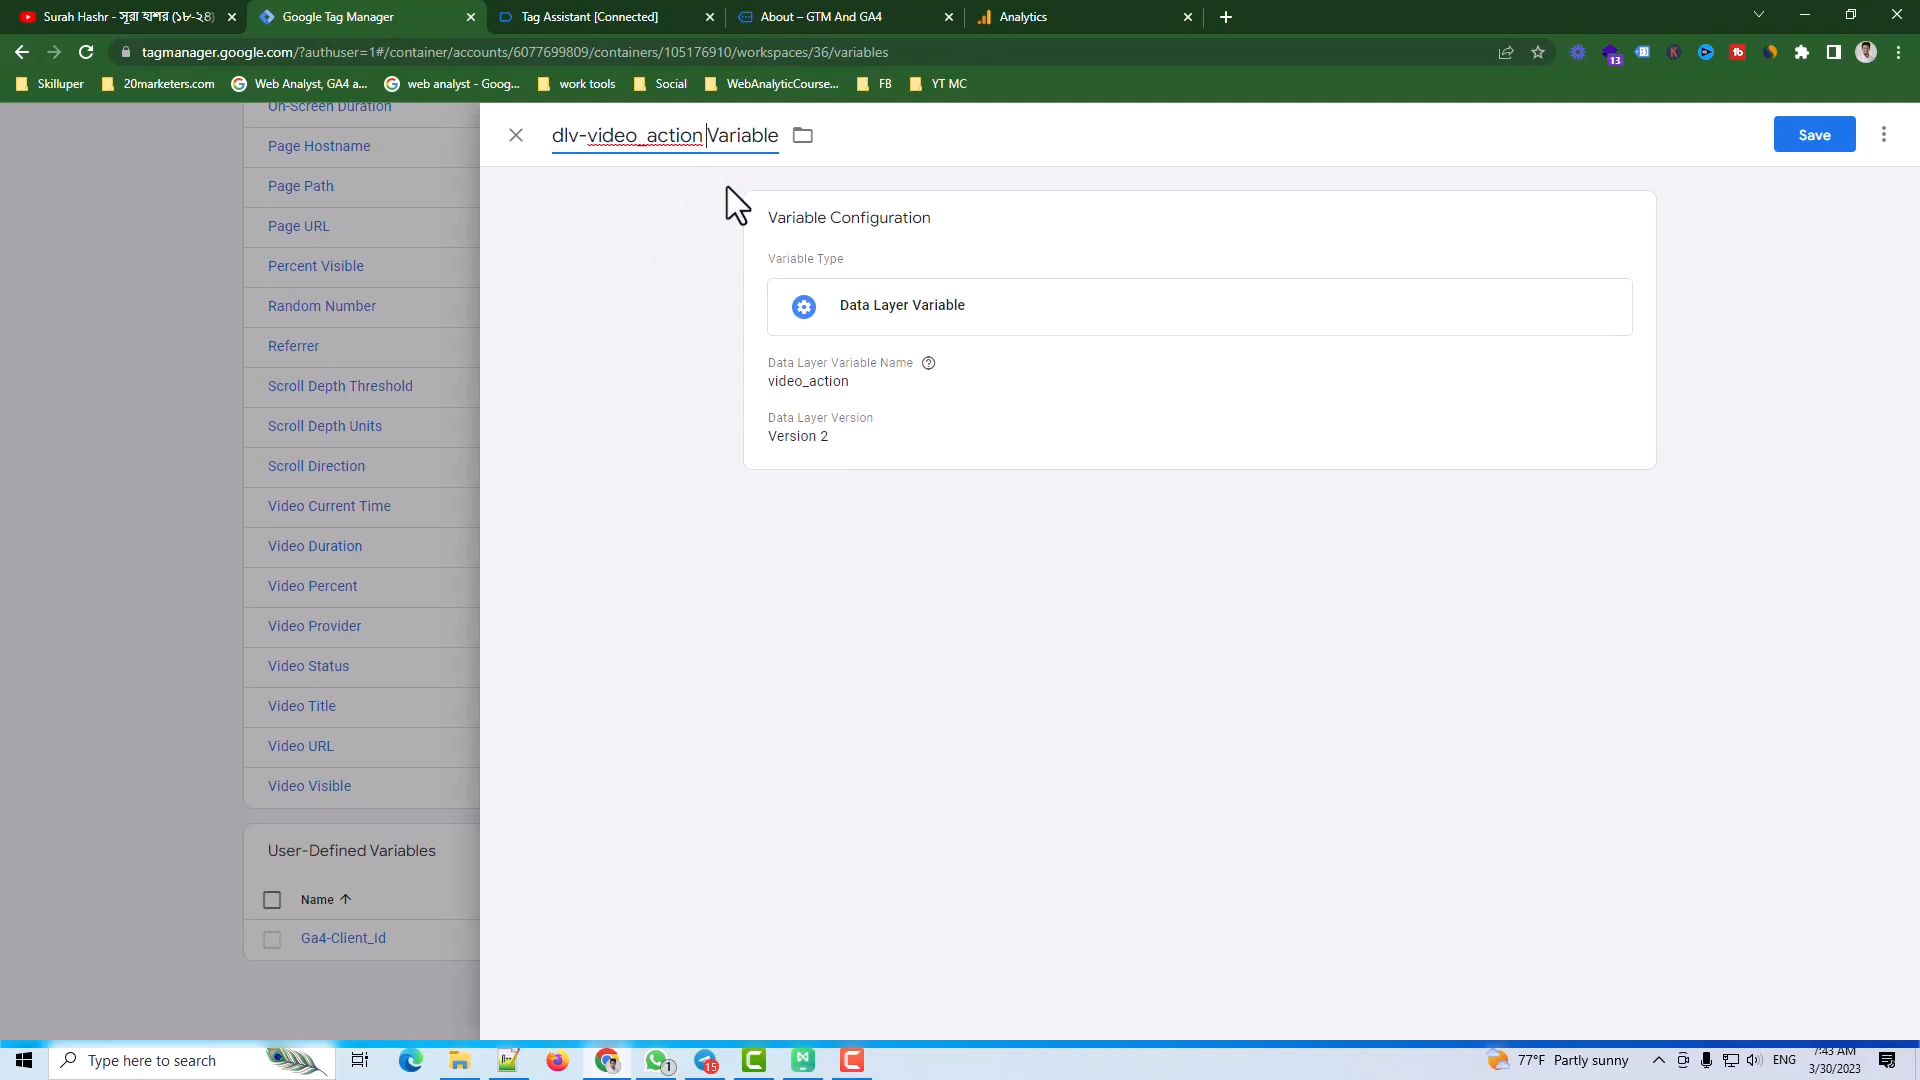 Surah Hashr - সূরা হাশর (১৮-২৪)
Google Tag Manager
Tag Assistant [Connected]
About – GTM And GA4
Analytics
tagmanager.google.com/?authuser=1#/container/accounts/6077699809/containers/105176910/workspaces/36/variables
13
Skilluper
20marketers.com
Web Analyst, GA4 a...
web analyst - Goog...
work tools
Social
WebAnalyticCourse...
FB
YT MC
On-Screen Duration
Page Hostname
Page Path
Page URL
Percent Visible
Random Number
Referrer
Scroll Depth Threshold
Scroll Depth Units
Scroll Direction
Video Current Time
Video Duration
Video Percent
Video Provider
Video Status
Video Title
Video URL
Video Visible
User-Defined Variables
Name
Ga4-Client_Id
dlv-video_action Variable
Save
Variable Configuration
Variable Type
Data Layer Variable
Data Layer Variable Name
video_action
Data Layer Version
Version 2
Type here to search
1
15
77°F Partly sunny
ENG
7:43 AM
3/30/2023